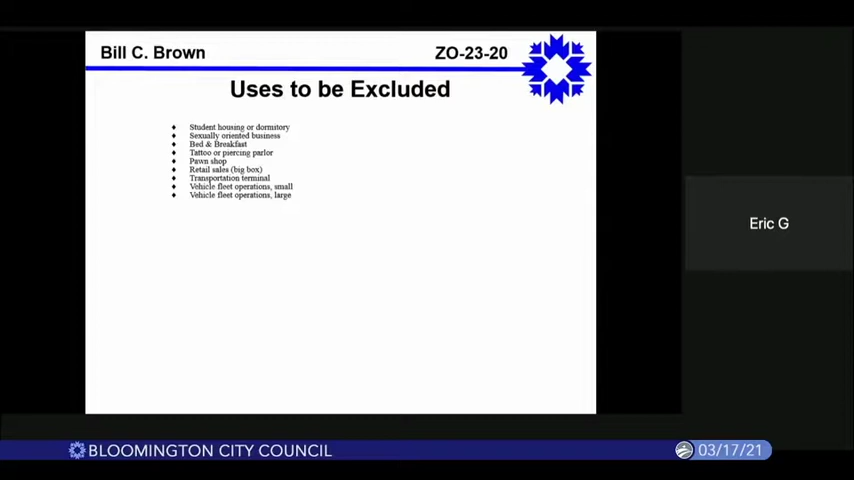 Bill C. Brown ZO-23-20
Uses to be Excluded
♦ Student housing or dormitory
♦ Sexually oriented business
♦ Bed & Breakfast
♦ Tattoo or piercing parlor
♦ Pawn shop
♦ Retail sales (big box)
♦ Transportation terminal
♦ Vehicle fleet operations, small
♦ Vehicle fleet operations, large
Eric G
BLOOMINGTON CITY COUNCIL 03/17/21